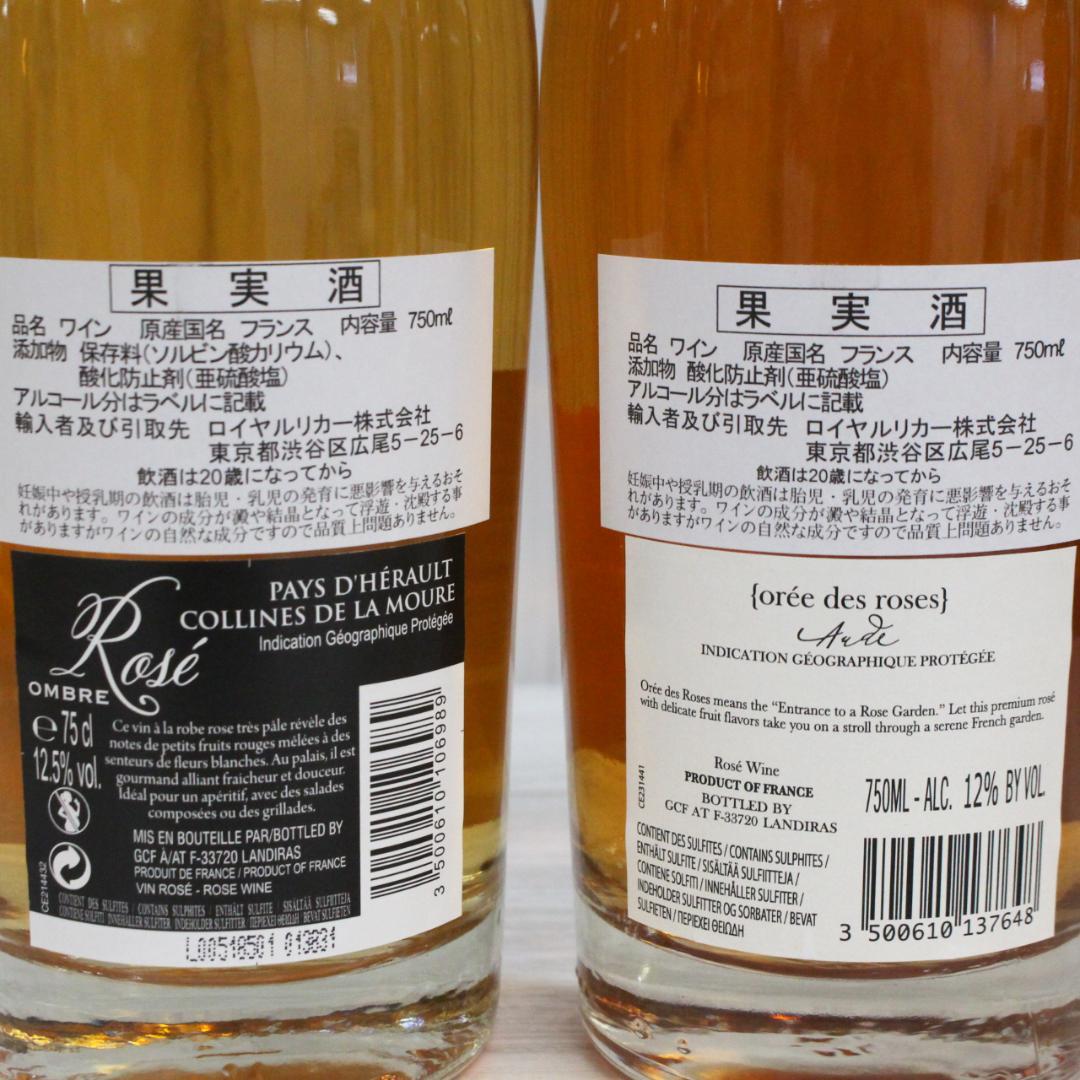 果実酒
品名 ワイン 原産国名 フランス 内容量 750mℓ
添加物 保存料(ソルビン酸カリウム)、
酸化防止剤(亜硫酸塩)
アルコール分はラベルに記載
輸入者及び引取先 ロイヤルリカー株式会社
東京都渋谷区広尾5-25-6
飲酒は20歳になってから
妊娠中や授乳期の飲酒は胎児・乳児の発育に悪影響を与えるおそ
れがあります。ワインの成分が澱や結晶となって浮遊・沈殿する事
がありますがワインの自然な成分ですので品質上問題ありません。
PAYS D'HÉRAULT
COLLINES DE LA MOURE
Indication Géographique Protégée
Rosé
OMBRE
℮ 75 cl
12.5% vol.
Ce vin à la robe rose très pâle révèle des
notes de petits fruits rouges mêlées à des
senteurs de fleurs blanches. Au palais, il est
gourmand alliant fraicheur et douceur.
Idéal pour un apéritif, avec des salades
composées ou des grillades.
MIS EN BOUTEILLE PAR/BOTTLED BY
GCF À/AT F-33720 LANDIRAS
PRODUIT DE FRANCE / PRODUCT OF FRANCE
VIN ROSÉ - ROSE WINE
CONTIENT DES SULFITES / CONTAINS SULPHITES / ENTHÄLT SULFITE / SISÄLTÄÄ SULFIITTEJA
CONTIENE SOLFITI / INNEHÅLLER SULFITER / INDEHOLDER SULFITTER / ΠΕΡΙΕΧΕΙ ΘΕΙΩΔΗ / BEVAT SULFIETEN
CE214432
3 500610 106989
果実酒
品名 ワイン 原産国名 フランス 内容量 750mℓ
添加物 酸化防止剤(亜硫酸塩)
アルコール分はラベルに記載
輸入者及び引取先 ロイヤルリカー株式会社
東京都渋谷区広尾5-25-6
飲酒は20歳になってから
妊娠中や授乳期の飲酒は胎児・乳児の発育に悪影響を与えるおそ
れがあります。ワインの成分が澱や結晶となって浮遊・沈殿する事
がありますがワインの自然な成分ですので品質上問題ありません。
{orée des roses}
Aude
INDICATION GÉOGRAPHIQUE PROTÉGÉE
Orée des Roses means the “Entrance to a Rose Garden.” Let this premium rosé
with delicate fruit flavors take you on a stroll through a serene French garden.
Rosé Wine
PRODUCT OF FRANCE
BOTTLED BY
GCF AT F-33720 LANDIRAS
750ML - ALC. 12% BY VOL.
CE231441
CONTIENT DES SULFITES / CONTAINS SULPHITES /
ENTHÄLT SULFITE / SISÄLTÄÄ SULFIITTEJA /
CONTIENE SOLFITI / INNEHÅLLER SULFITER /
INDEHOLDER SULFITTER OG SORBATER / BEVAT
SULFIETEN / ΠΕΡΙΕΧΕΙ ΘΕΙΩΔΗ
3 500610 137648